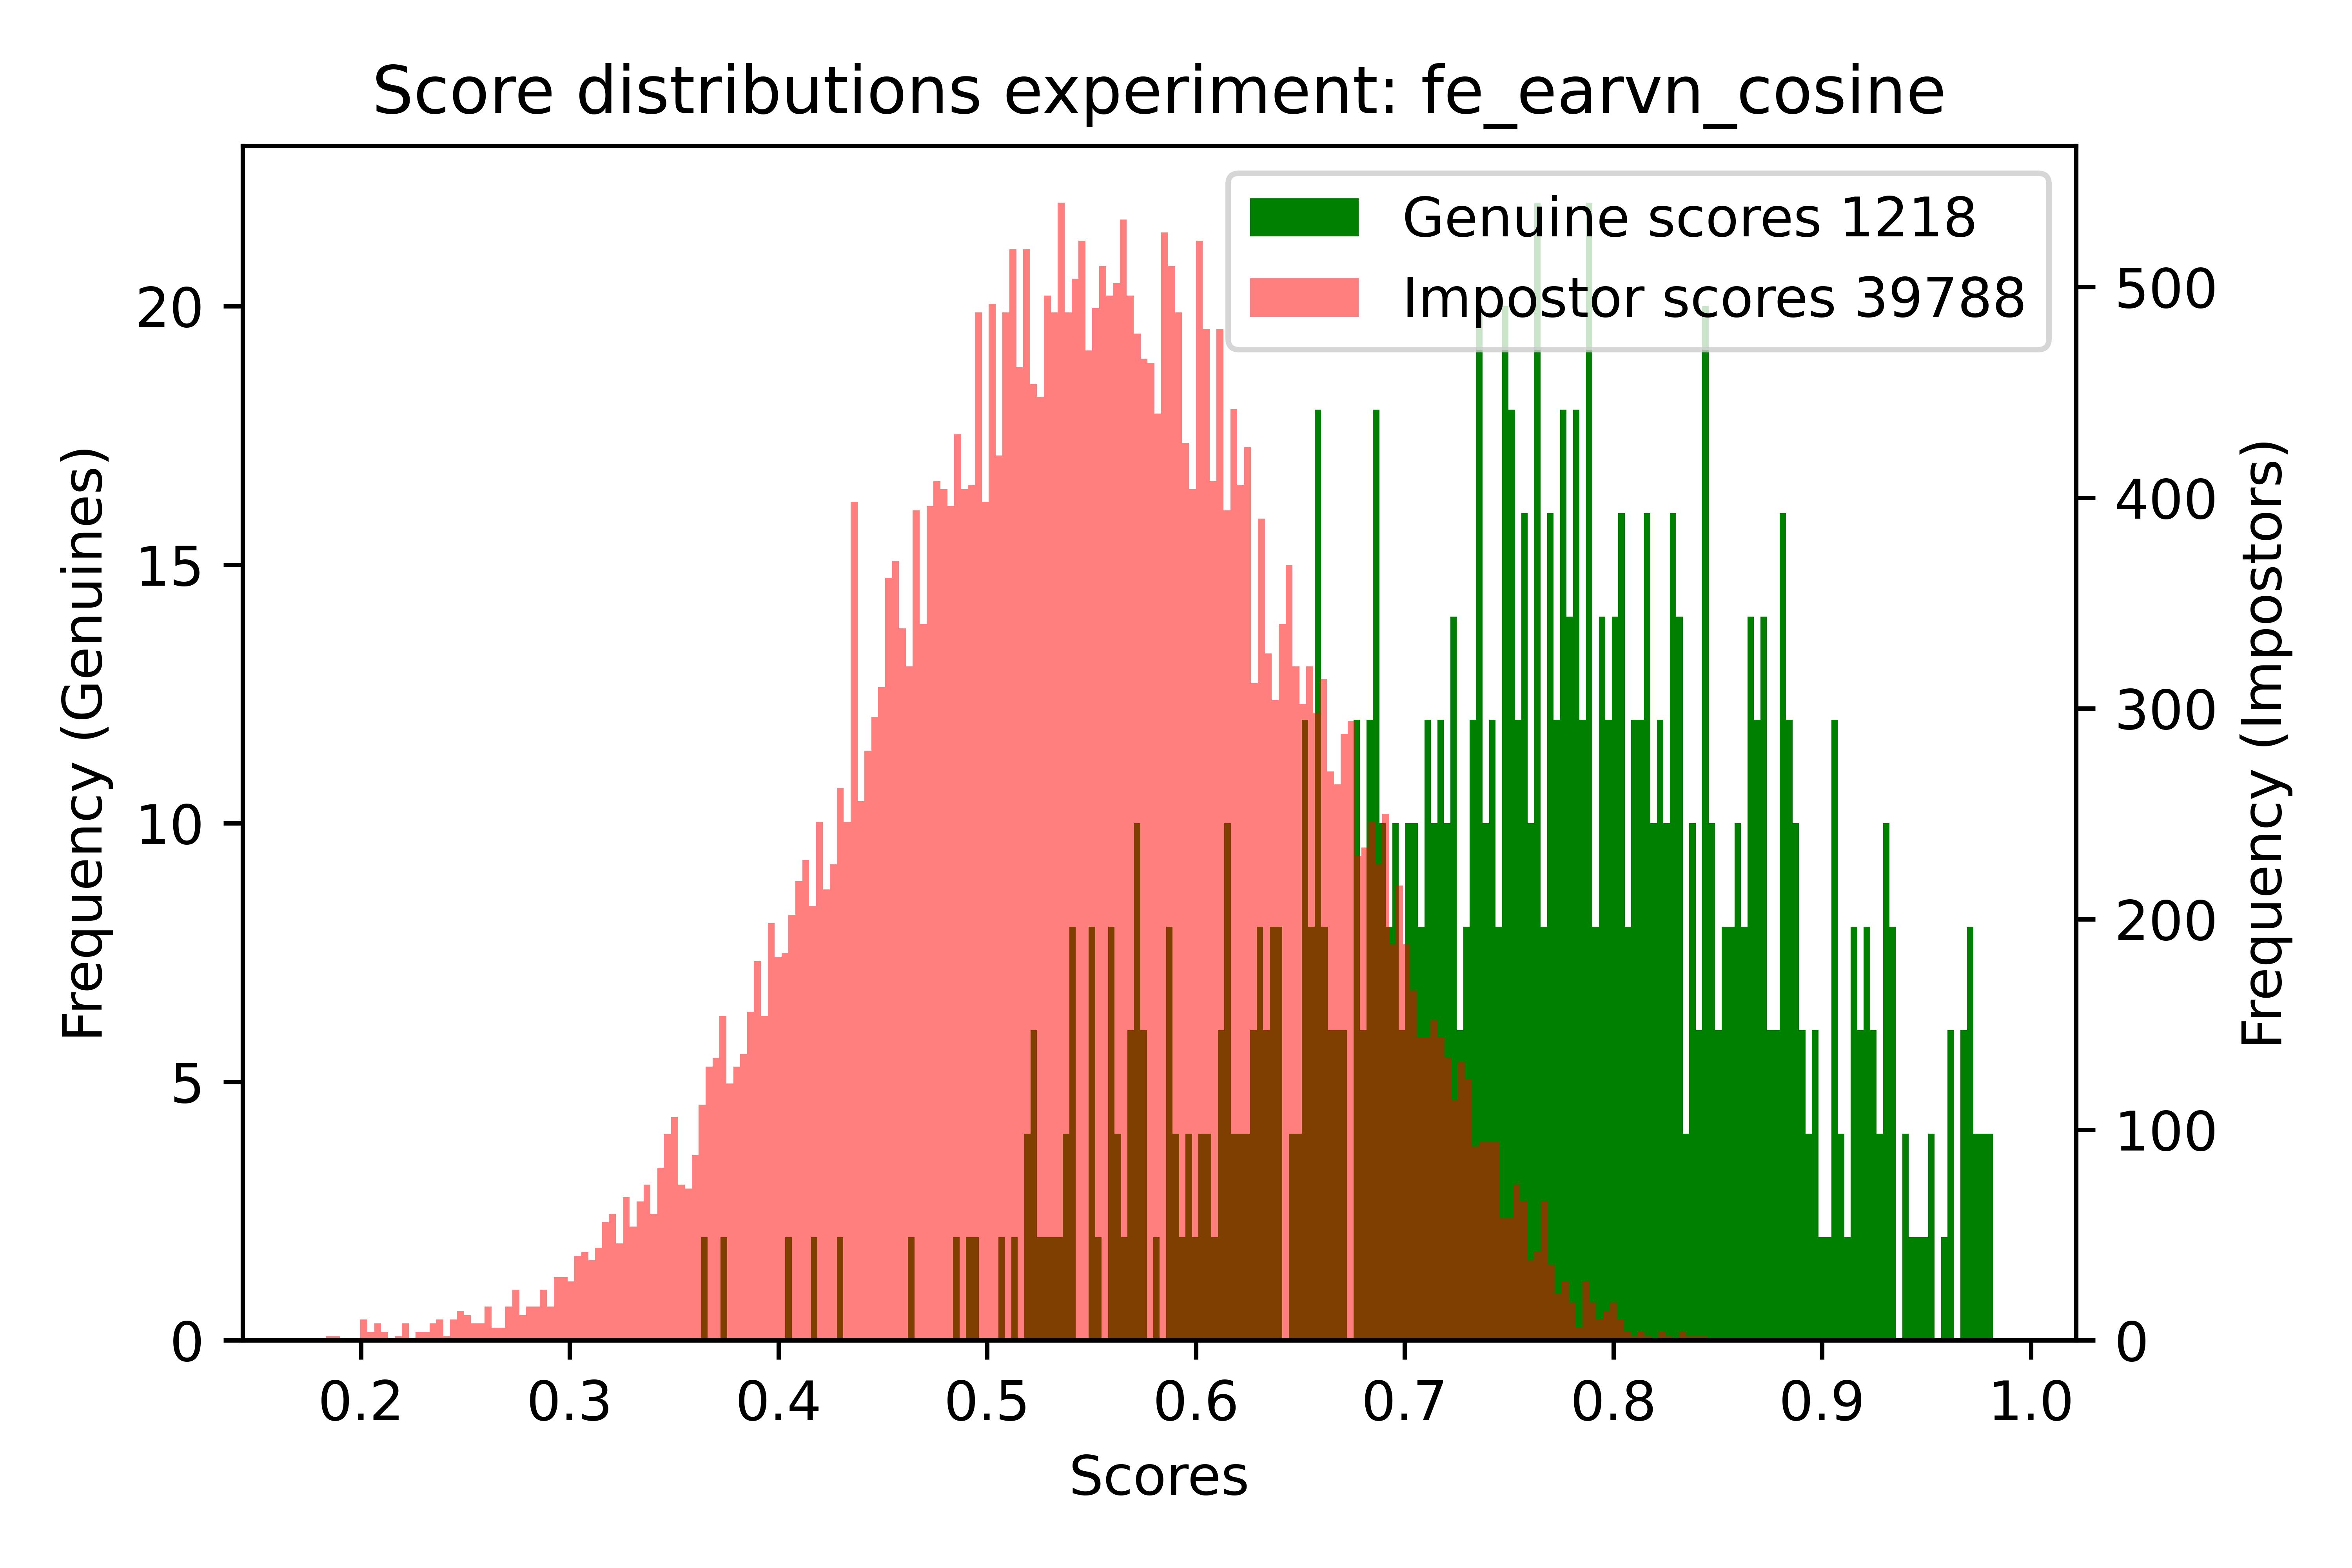 Score distributions experiment: fe_earvn_cosine
Genuine scores 1218
Impostor scores 39788
Frequency (Genuines)
20
15
10
5
0
500
400
300
200
100
0
Frequency (Impostors)
0.2 0.3 0.4 0.5 0.6 0.7 0.8 0.9 1.0
Scores